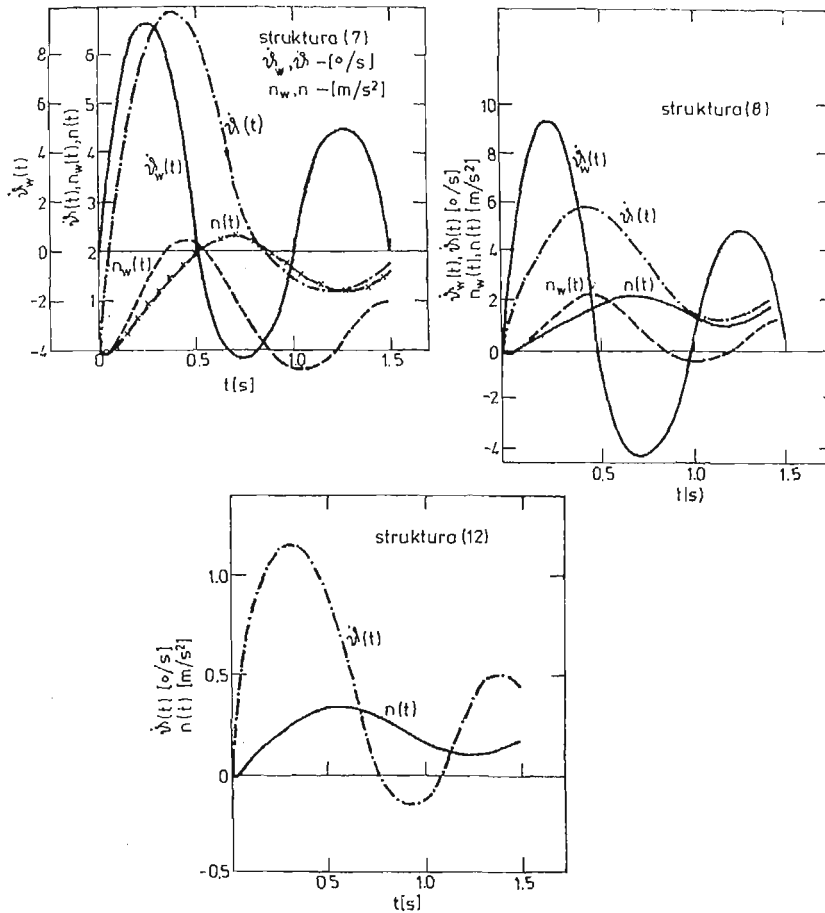 struktura (7)
ϑ̇w, ϑ̇ – [o/s]
nw, n – [m/s²]
ϑ̇w(t)
ϑ̇(t), nw(t), n(t)
8
6
4
2
0
-2
-4
6
5
4
3
2
1
ϑ̇(t)
ϑ̇w(t)
n(t)
nw(t)
0
0.5
1.0
1.5
t[s]
struktura (8)
ϑ̇w(t), ϑ̇(t) [o/s]
nw(t), n(t) [m/s²]
10
8
6
4
2
0
-2
-4
ϑ̇w(t)
ϑ̇(t)
nw(t)
n(t)
0.5
1.0
1.5
t(s)
struktura (12)
ϑ̇(t) [o/s]
n(t) [m/s²]
1.0
0.5
0
-0.5
ϑ̇(t)
n(t)
0.5
1.0
1.5
t[s]